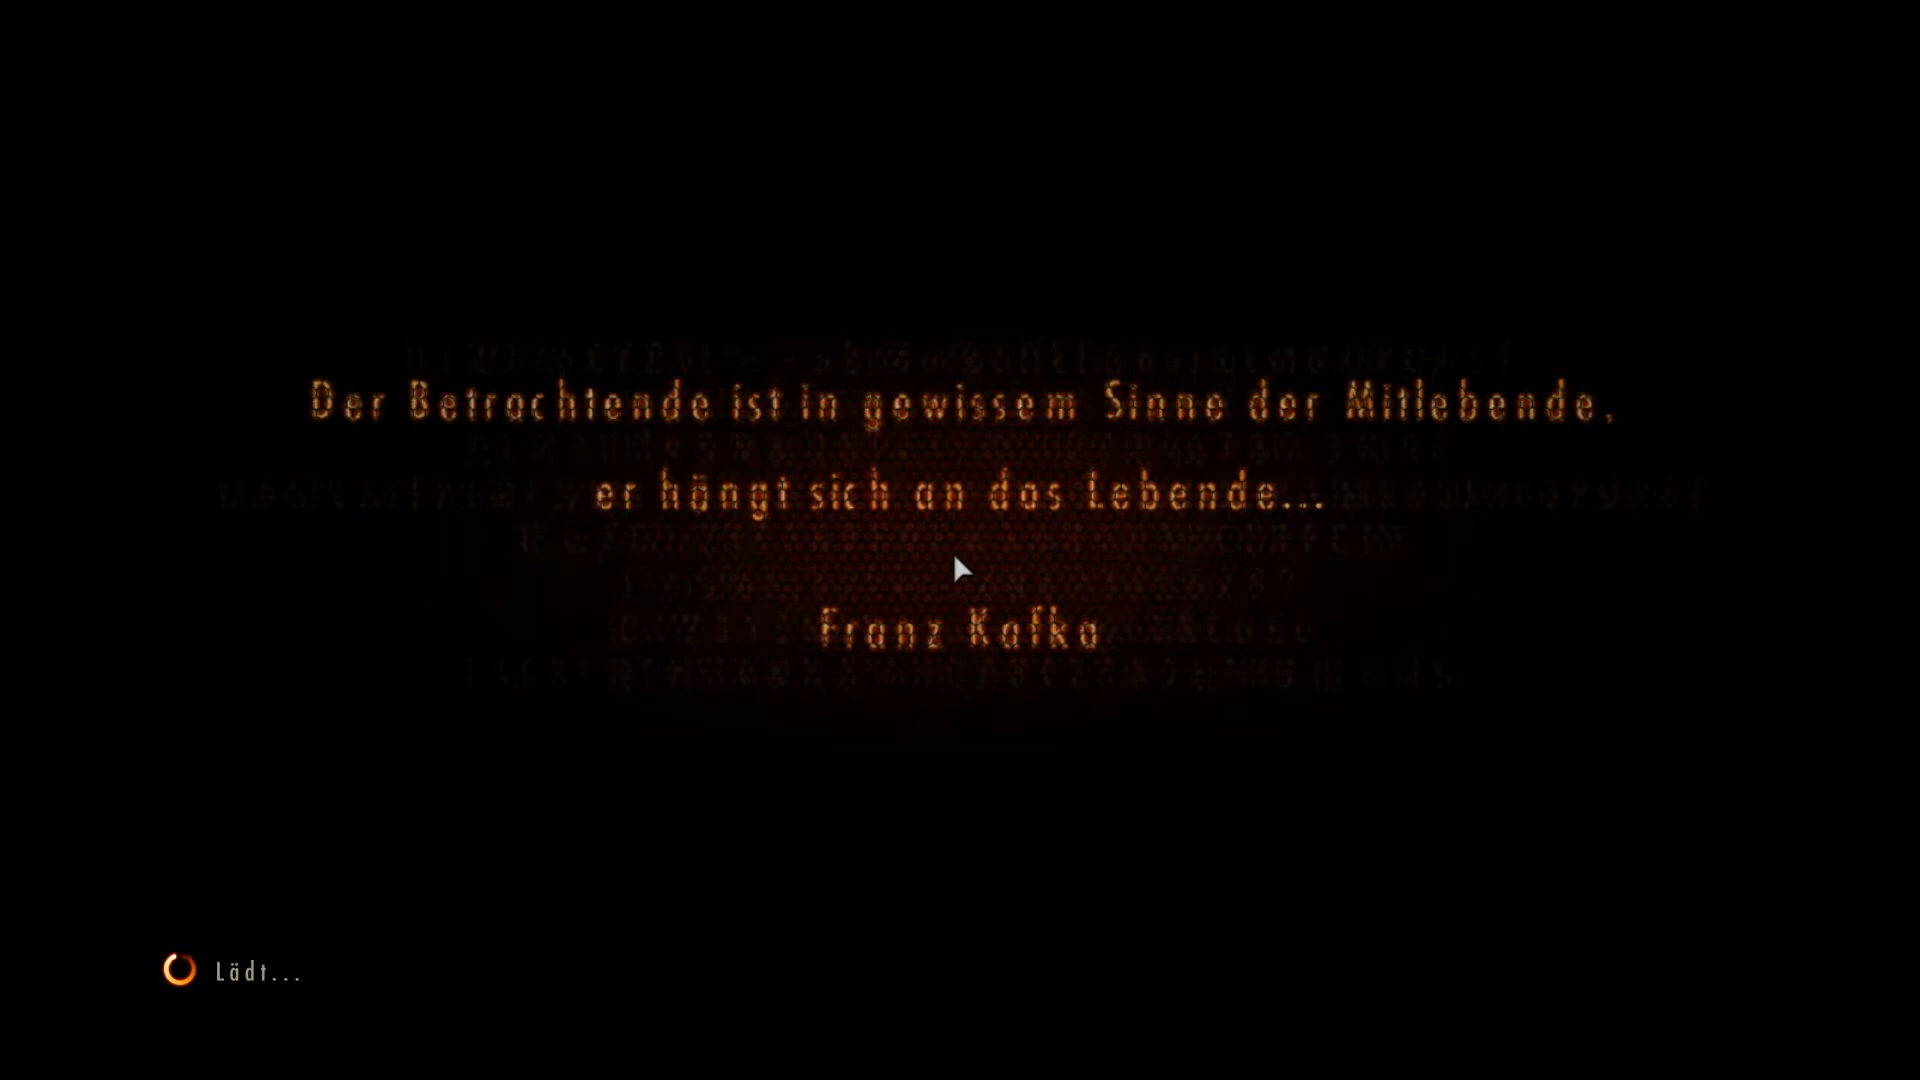 Der Betrachtende ist in gewissem Sinne der Mitlebende,
er hängt sich an das Lebende...
Franz Kafka
Lädt...